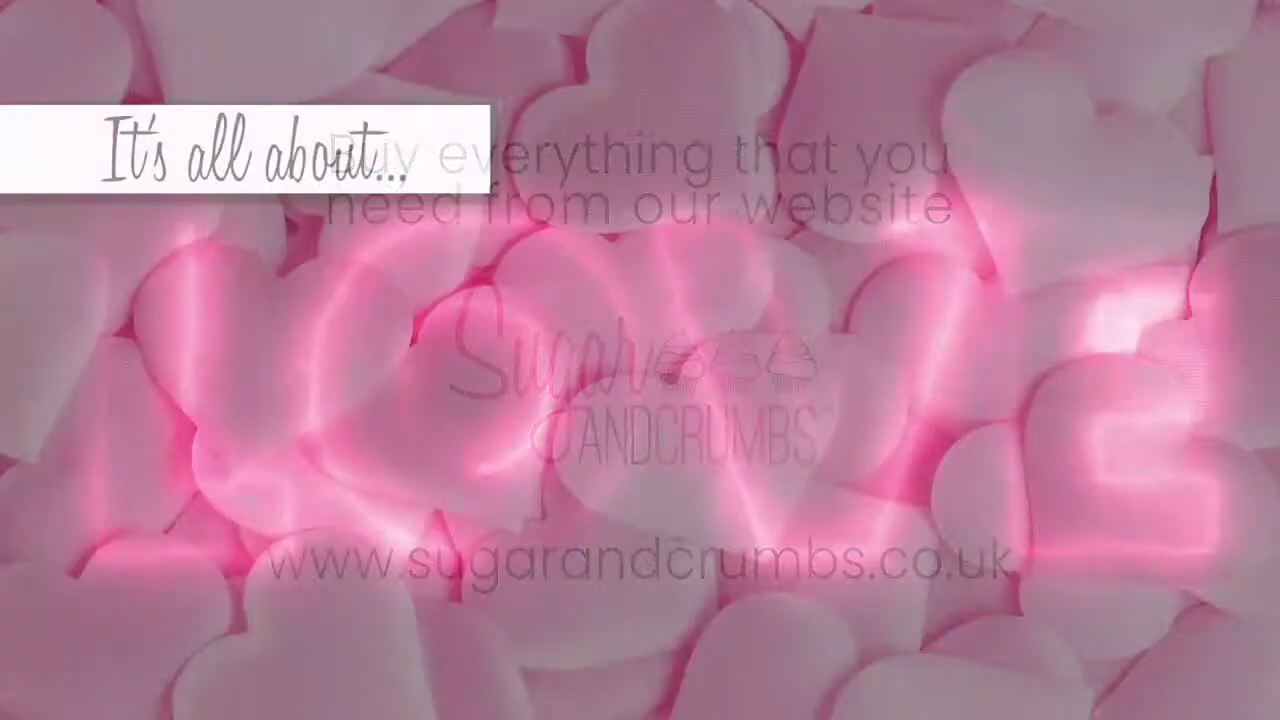 It's all about...
Buy everything that you
need from our website
LOVE
Sugar
ANDCRUMBS
www.sugarandcrumbs.co.uk